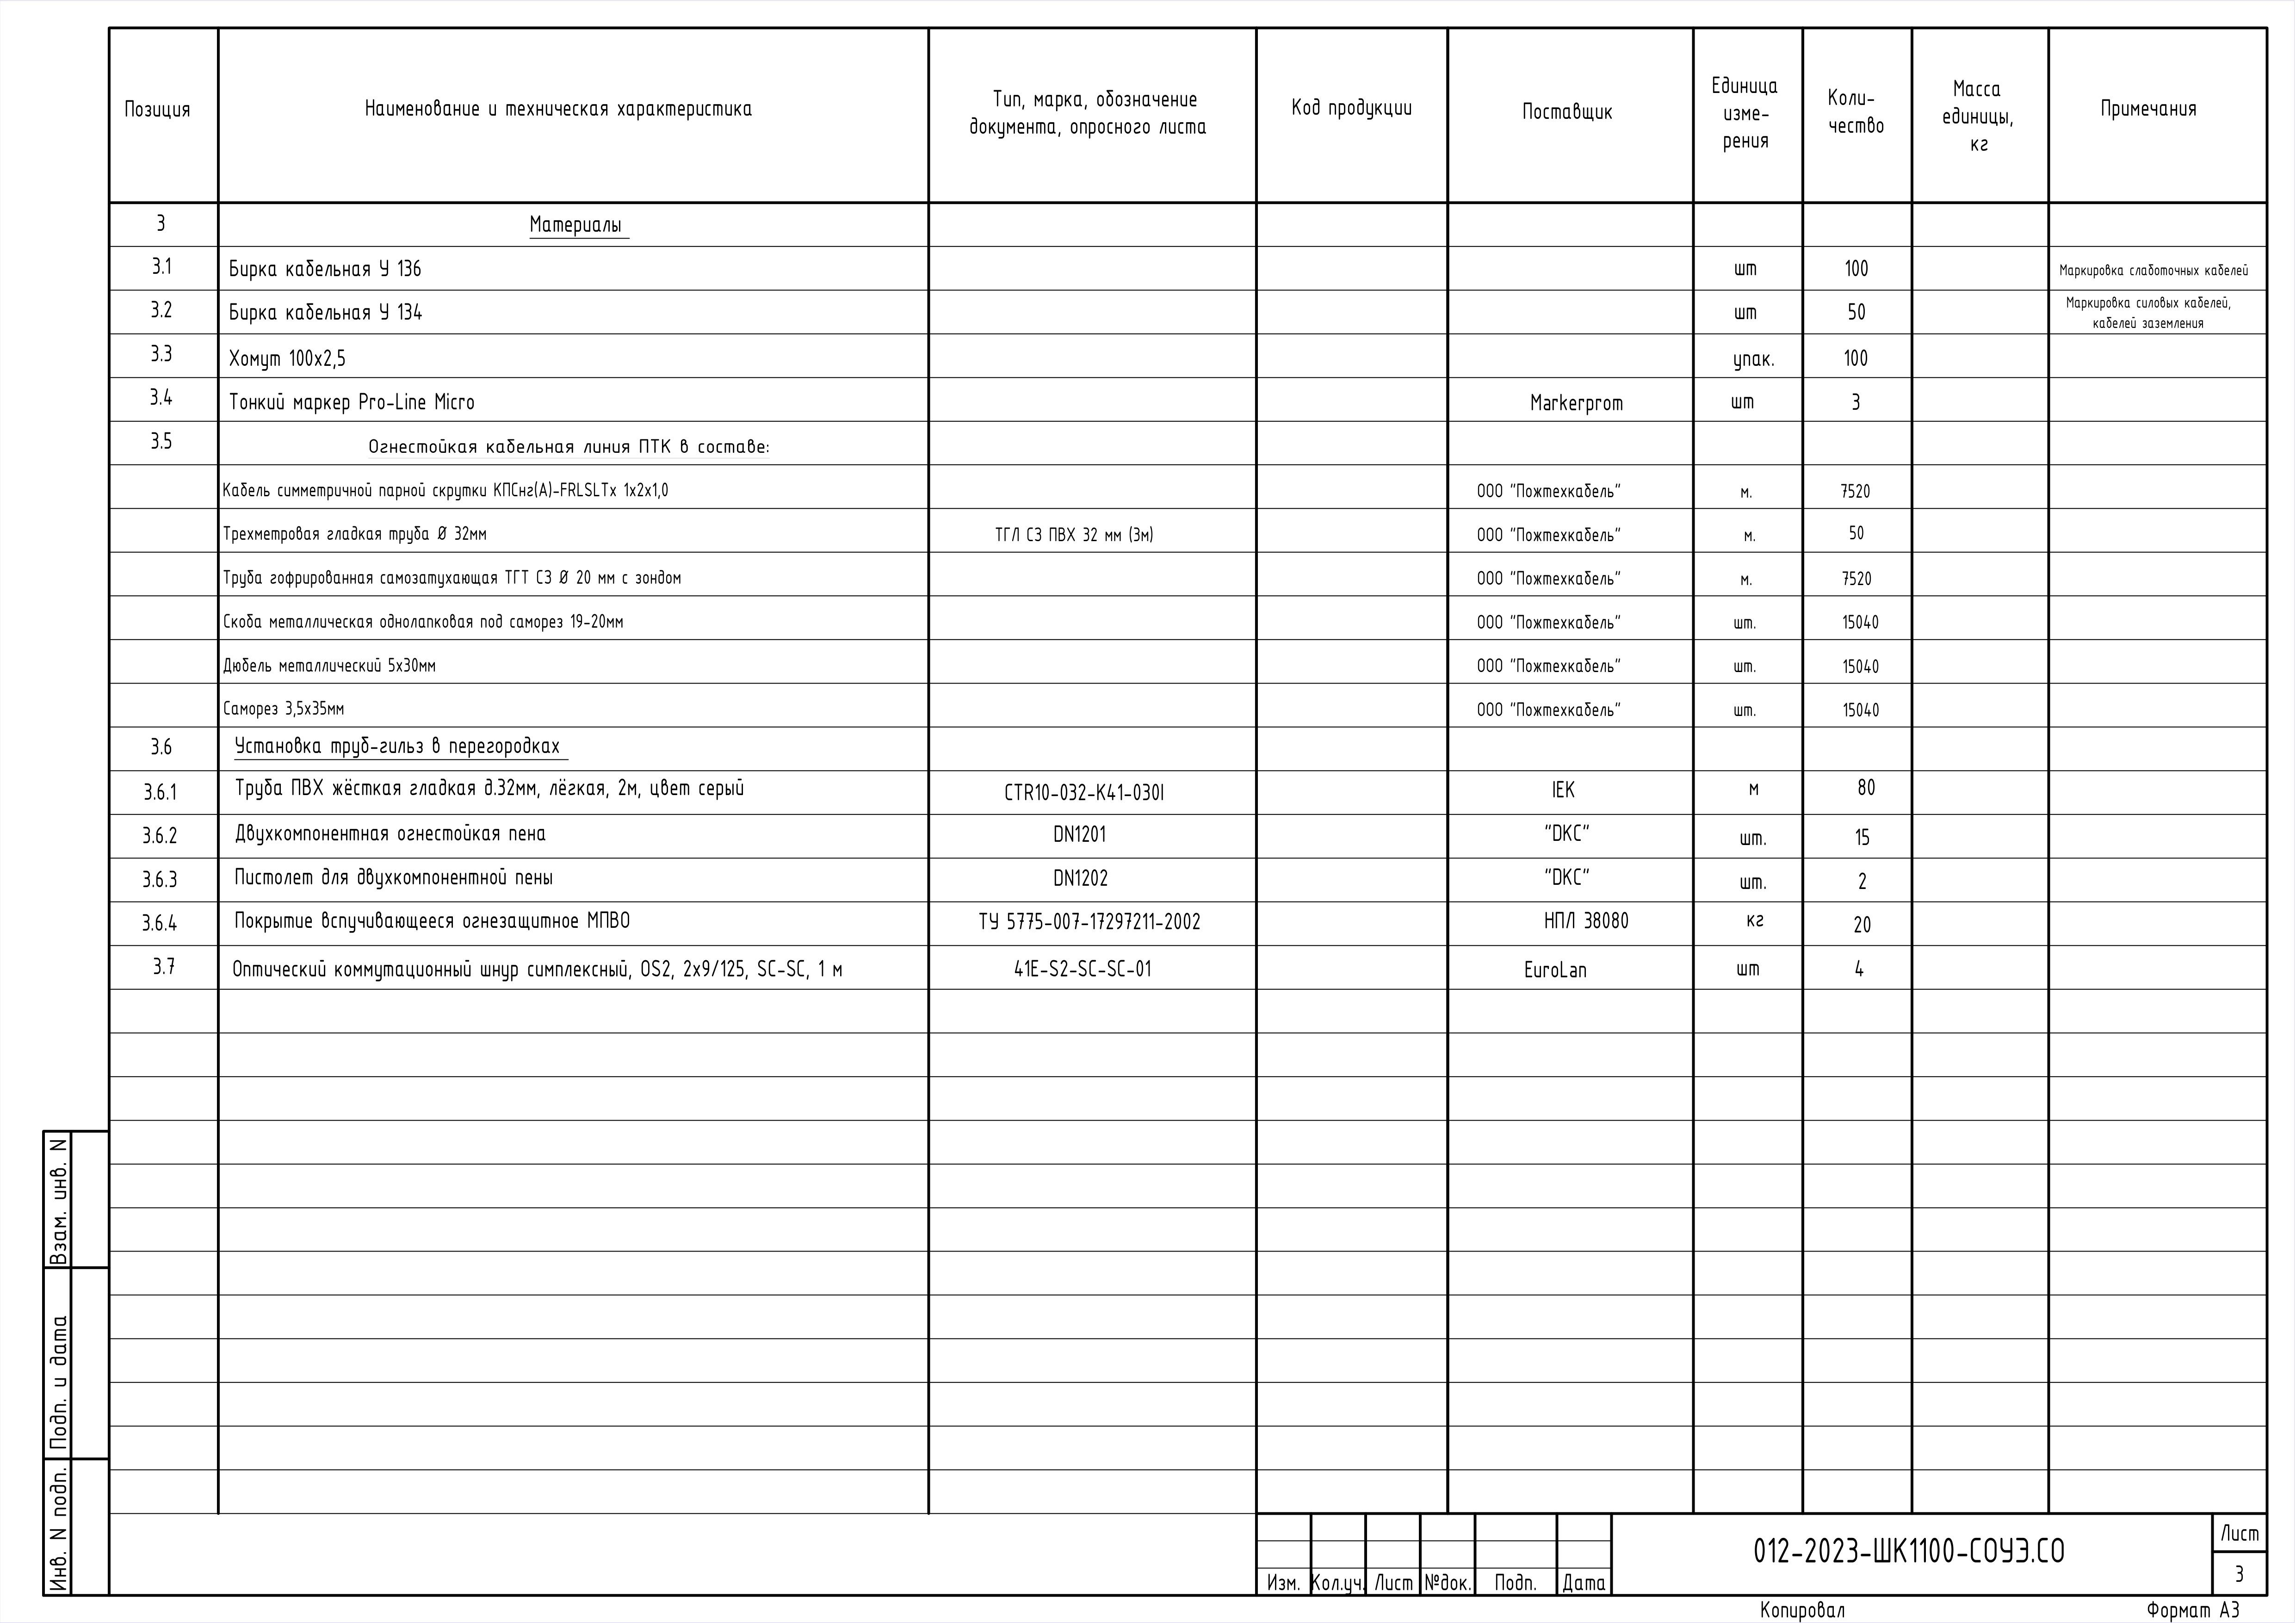 Позиция
Наименование и техническая характеристика
Тип, марка, обозначение
документа, опросного листа
Код продукции
Поставщик
Единица
изме-
рения
Коли-
чество
Масса
единицы,
кг
Примечания
3 Материалы
3.1 Бирка кабельная У 136 шт 100 Маркировка слаботочных кабелей
3.2 Бирка кабельная У 134 шт 50 Маркировка силовых кабелей,
кабелей заземления
3.3 Хомут 100х2,5 упак. 100
3.4 Тонкий маркер Pro-Line Micro Markerprom шт 3
3.5 Огнестойкая кабельная линия ПТК в составе:
Кабель симметричной парной скрутки КПСнг(А)-FRLSLTx 1х2х1,0 ООО "Пожтехкабель" м. 7520
Трехметровая гладкая труба Ø 32мм ТГЛ СЗ ПВХ 32 мм (3м) ООО "Пожтехкабель" м. 50
Труба гофрированная самозатухающая ТГТ СЗ Ø 20 мм с зондом ООО "Пожтехкабель" м. 7520
Скоба металлическая однолапковая под саморез 19-20мм ООО "Пожтехкабель" шт. 15040
Дюбель металлический 5х30мм ООО "Пожтехкабель" шт. 15040
Саморез 3,5х35мм ООО "Пожтехкабель" шт. 15040
3.6 Установка труб-гильз в перегородках
3.6.1 Труба ПВХ жёсткая гладкая д.32мм, лёгкая, 2м, цвет серый CTR10-032-K41-030I IEK м 80
3.6.2 Двухкомпонентная огнестойкая пена DN1201 "DKC" шт. 15
3.6.3 Пистолет для двухкомпонентной пены DN1202 "DKC" шт. 2
3.6.4 Покрытие вспучивающееся огнезащитное МПВО ТУ 5775-007-17297211-2002 НПЛ 38080 кг 20
3.7 Оптический коммутационный шнур симплексный, OS2, 2x9/125, SC-SC, 1 м 41E-S2-SC-SC-01 EuroLan шт 4
Взам. инв. N
Подп. и дата
Инв. N подп.
Изм. Кол.уч. Лист №док. Подп. Дата
012-2023-ШК1100-СОУЭ.СО
Лист
3
Копировал
Формат А3